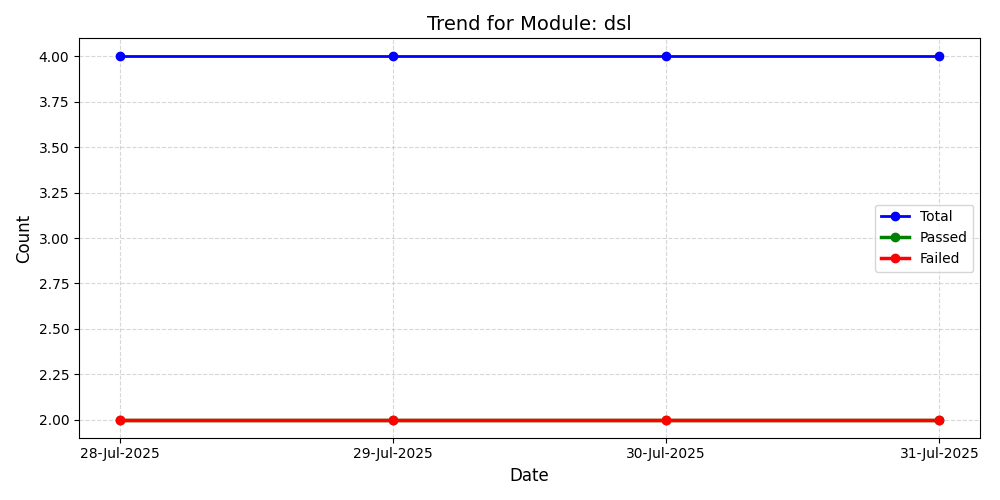 Trend for Module: dsl
Count
4.00
3.75
3.50
3.25
3.00
2.75
2.50
2.25
2.00
Total
Passed
Failed
28-Jul-2025
29-Jul-2025
30-Jul-2025
31-Jul-2025
Date